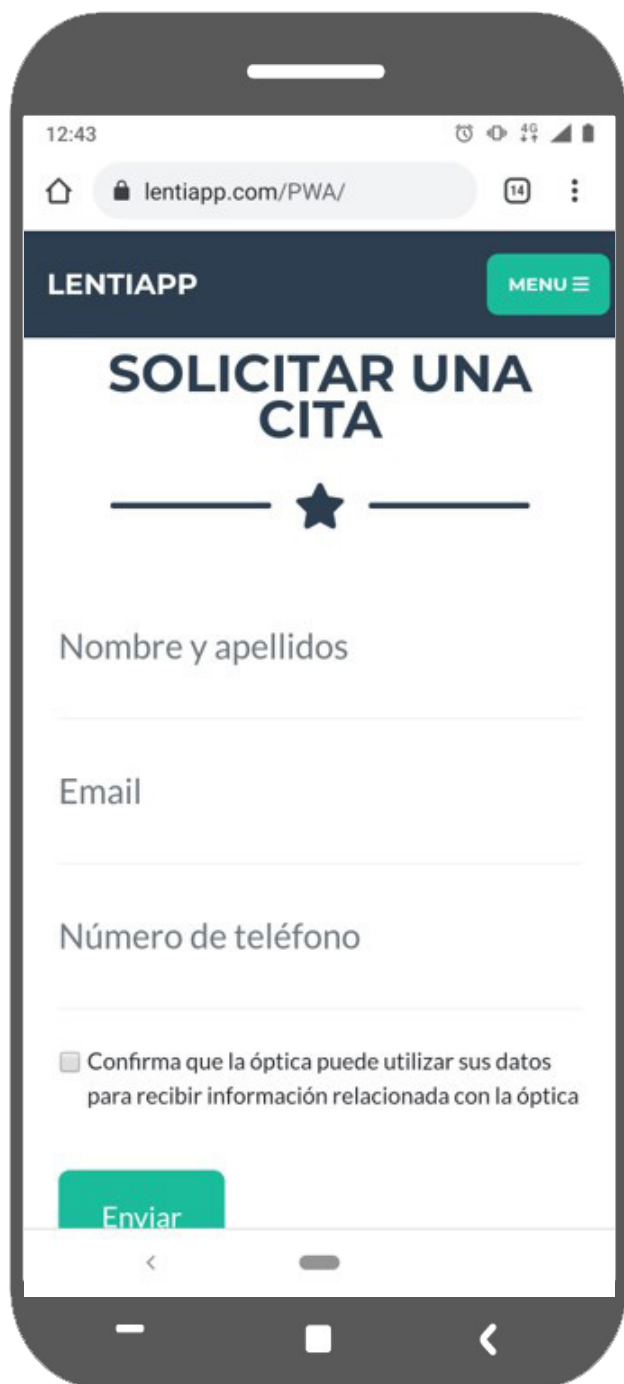 12:43
4G
lentiapp.com/PWA/
14
LENTIAPP
MENU
SOLICITAR UNA
CITA
Nombre y apellidos
Email
Número de teléfono
Confirma que la óptica puede utilizar sus datos
para recibir información relacionada con la óptica
Enviar